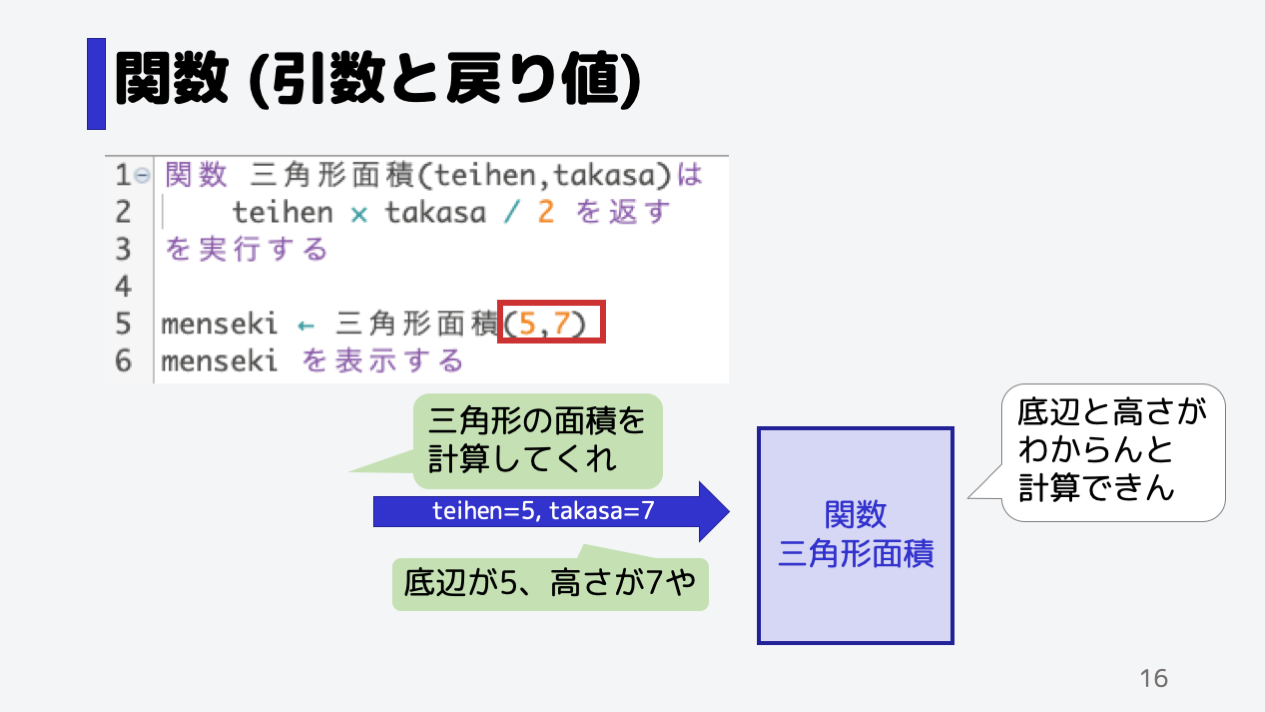 関数 (引数と戻り値)
1 関数 三角形面積(teihen,takasa)は
2 teihen × takasa / 2 を返す
3 を実行する
4
5 menseki ← 三角形面積(5,7)
6 menseki を表示する
三角形の面積を
計算してくれ
teihen=5, takasa=7
底辺が5、高さが7や
関数
三角形面積
底辺と高さが
わからんと
計算できん
16